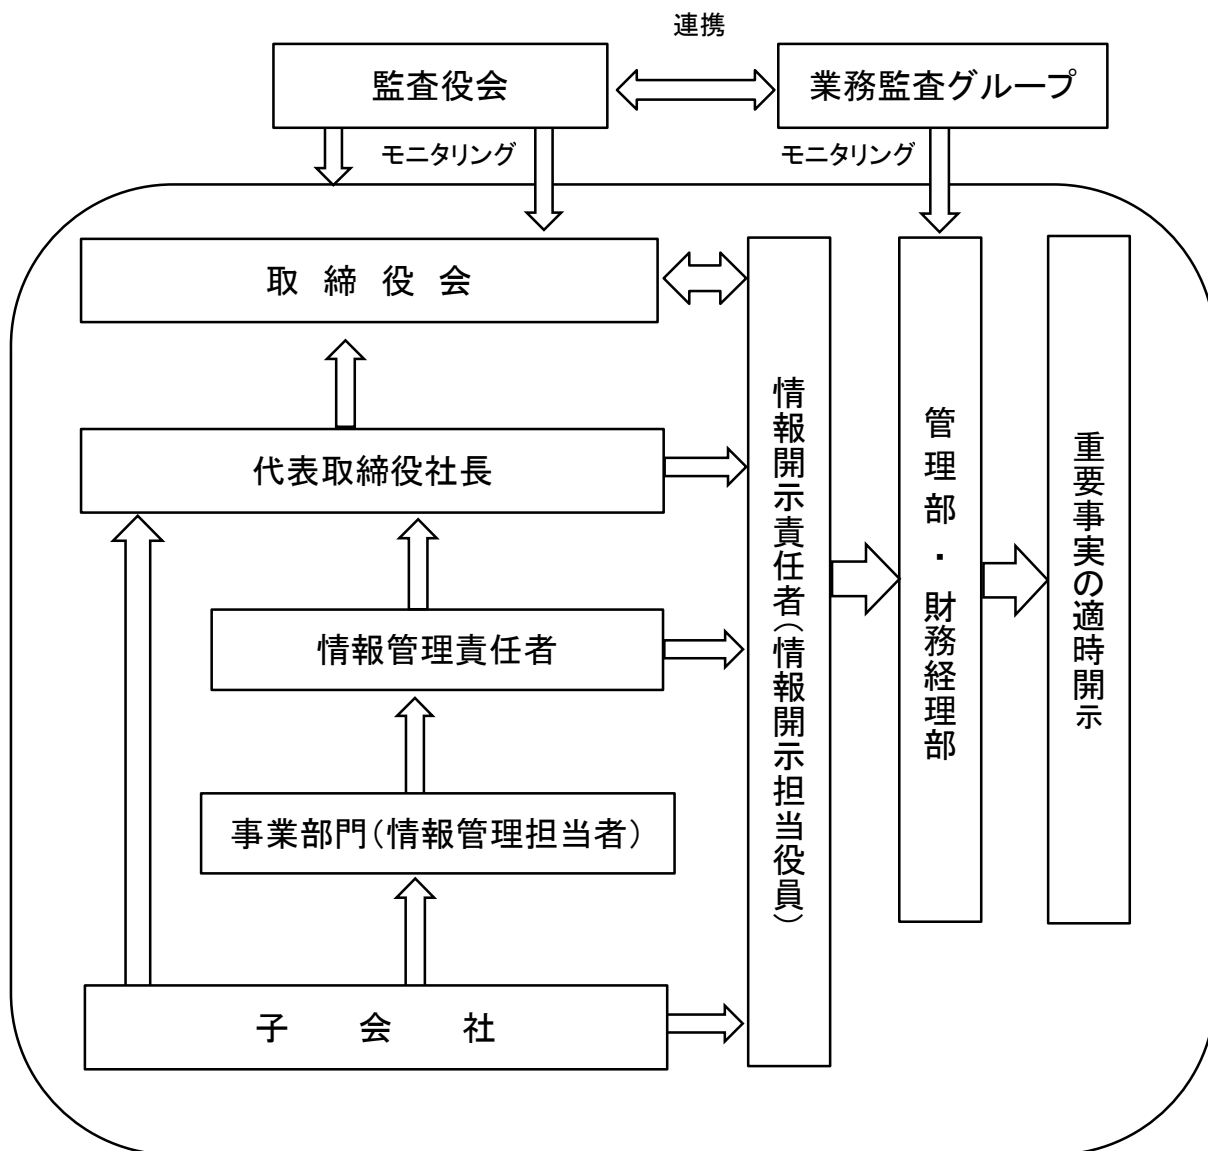 連携
監査役会
業務監査グループ
モニタリング
モニタリング
取 締 役 会
代表取締役社長
情報管理責任者
事業部門(情報管理担当者)
子 会 社
情報開示責任者(情報開示担当役員)
管理部・財務経理部
重要事実の適時開示